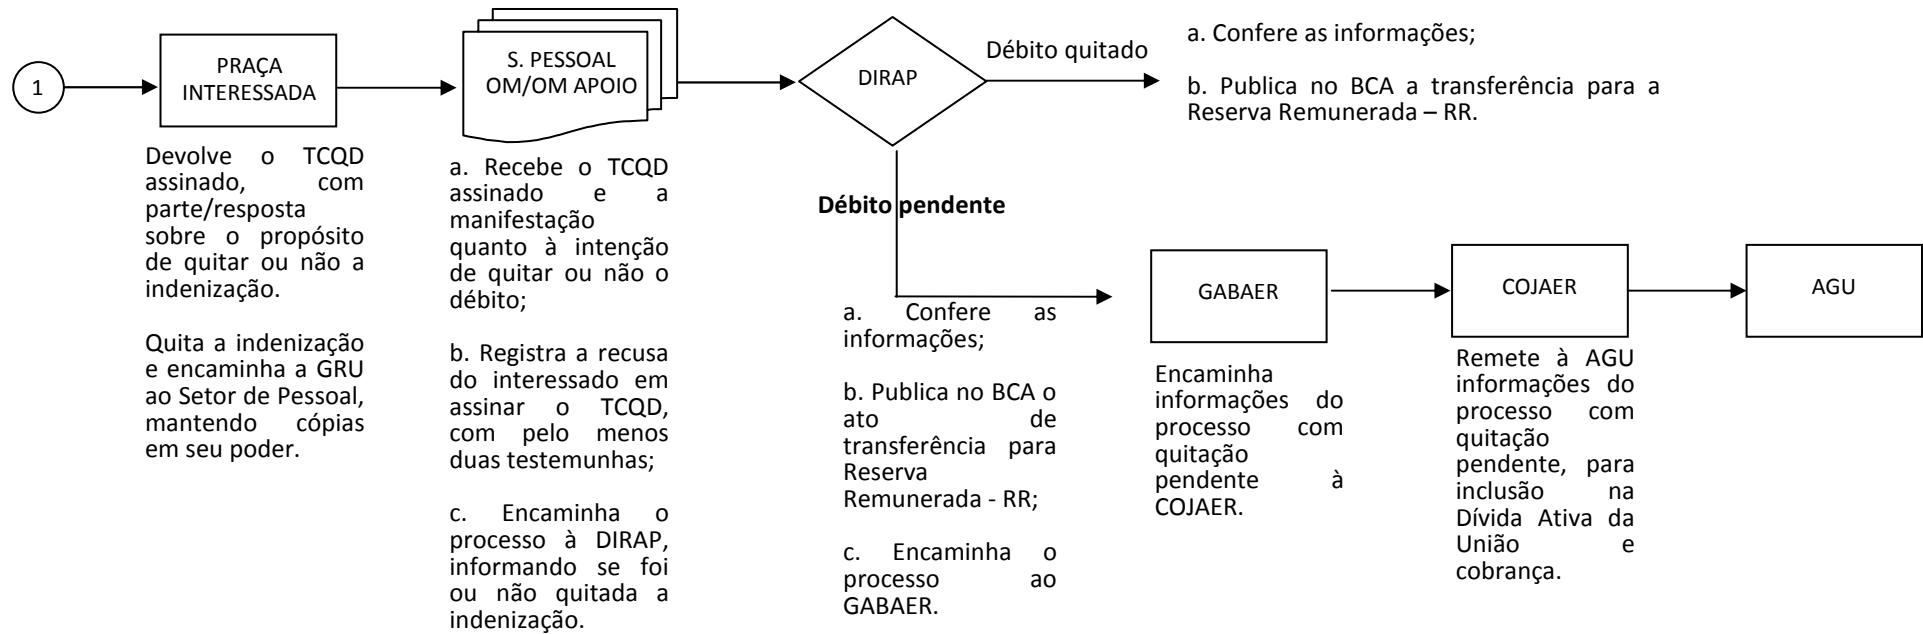 1
PRAÇA
INTERESSADA
Devolve o TCQD
assinado, com
parte/resposta
sobre o propósito
de quitar ou não a
indenização.
Quita a indenização
e encaminha a GRU
ao Setor de Pessoal,
mantendo cópias
em seu poder.
S. PESSOAL
OM/OM APOIO
a. Recebe o TCQD
assinado e a
manifestação
quanto à intenção
de quitar ou não o
débito;
b. Registra a recusa
do interessado em
assinar o TCQD,
com pelo menos
duas testemunhas;
c. Encaminha o
processo à DIRAP,
informando se foi
ou não quitada a
indenização.
DIRAP
Débito quitado
a. Confere as informações;
b. Publica no BCA a transferência para a
Reserva Remunerada – RR.
Débito pendente
a. Confere as
informações;
b. Publica no BCA o
ato de
transferência para
Reserva
Remunerada - RR;
c. Encaminha o
processo ao
GABAER.
GABAER
Encaminha
informações do
processo com
quitação
pendente à
COJAER.
COJAER
Remete à AGU
informações do
processo com
quitação
pendente, para
inclusão na
Dívida Ativa da
União e
cobrança.
AGU